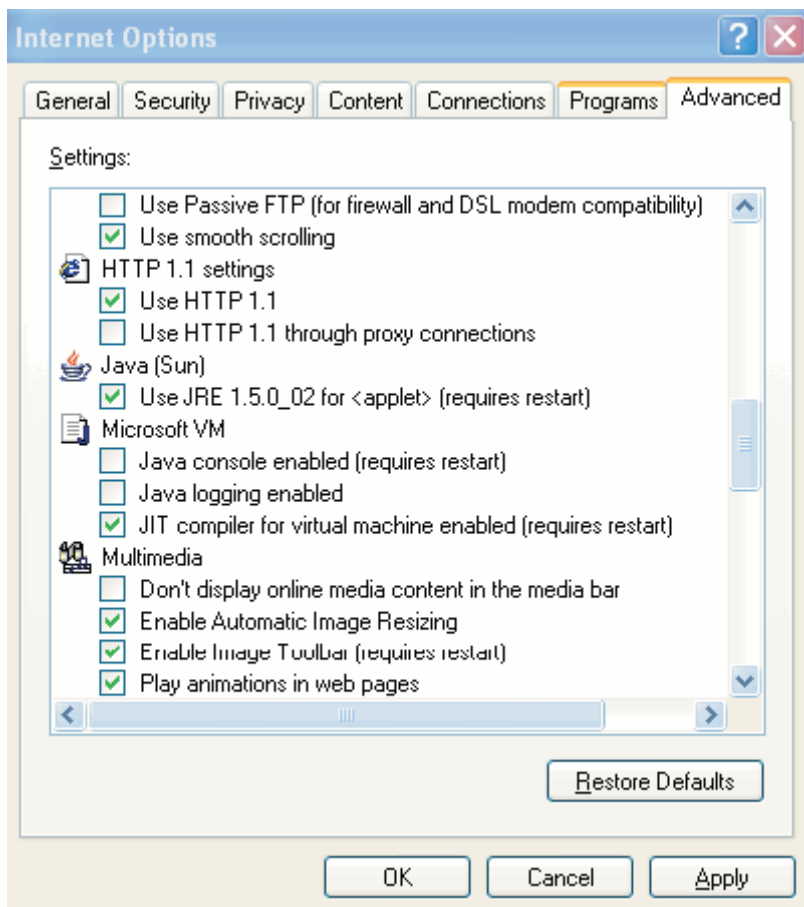 Internet Options
General Security Privacy Content Connections Programs Advanced
Settings:
Use Passive FTP (for firewall and DSL modem compatibility)
Use smooth scrolling
HTTP 1.1 settings
Use HTTP 1.1
Use HTTP 1.1 through proxy connections
Java (Sun)
Use JRE 1.5.0_02 for <applet> (requires restart)
Microsoft VM
Java console enabled (requires restart)
Java logging enabled
JIT compiler for virtual machine enabled (requires restart)
Multimedia
Don't display online media content in the media bar
Enable Automatic Image Resizing
Enable Image Toolbar (requires restart)
Play animations in web pages
Restore Defaults
OK Cancel Apply